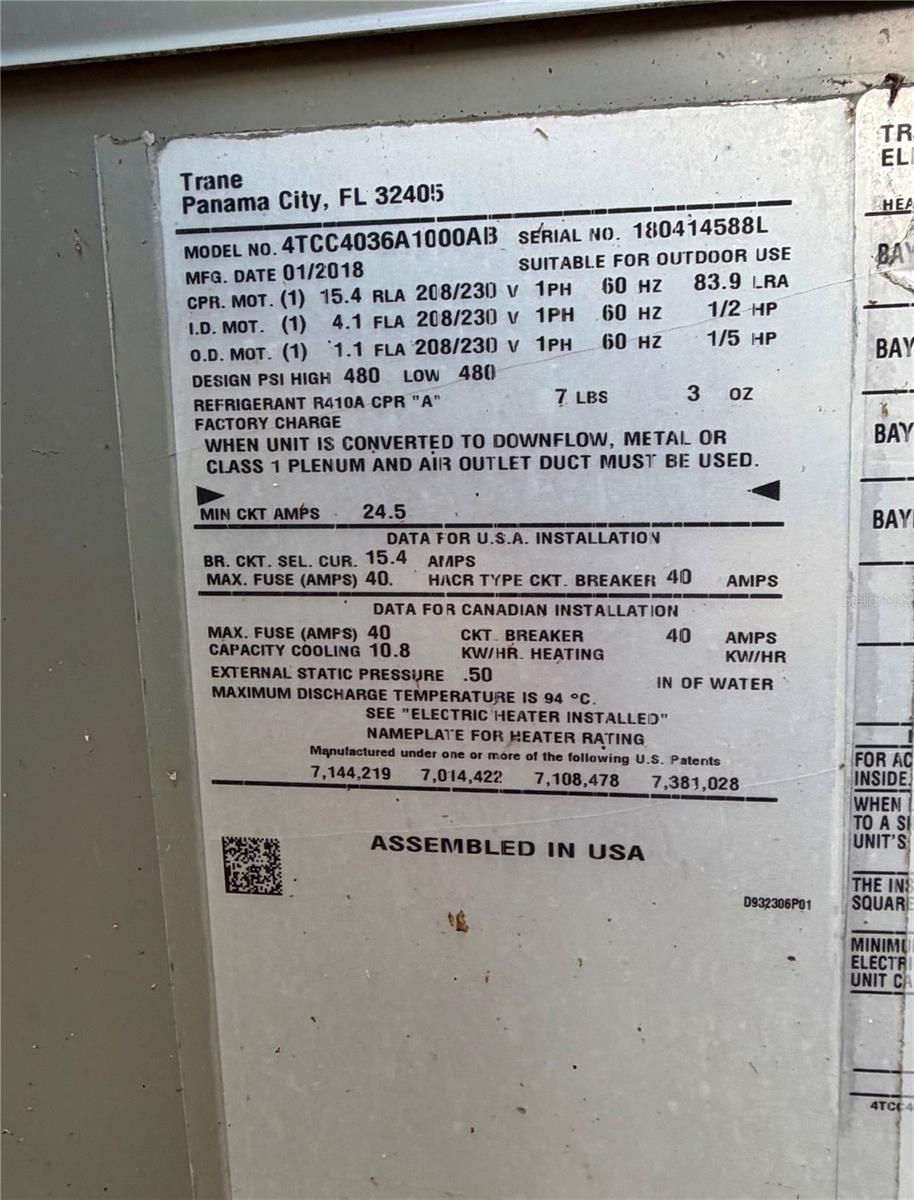 Trane
Panama City, FL 32405
MODEL NO. 4TCC4036A1000AB SERIAL NO. 180414588L
MFG. DATE 01/2018 SUITABLE FOR OUTDOOR USE
CPR. MOT. (1) 15.4 RLA 208/230 V 1PH 60 HZ 83.9 LRA
I.D. MOT. (1) 4.1 FLA 208/230 V 1PH 60 HZ 1/2 HP
O.D. MOT. (1) 1.1 FLA 208/230 V 1PH 60 HZ 1/5 HP
DESIGN PSI HIGH 480 LOW 480
REFRIGERANT R410A CPR "A" 7 LBS 3 OZ
FACTORY CHARGE
WHEN UNIT IS CONVERTED TO DOWNFLOW, METAL OR
CLASS 1 PLENUM AND AIR OUTLET DUCT MUST BE USED.
MIN CKT AMPS 24.5
DATA FOR U.S.A. INSTALLATION
BR. CKT. SEL. CUR. 15.4 AMPS
MAX. FUSE (AMPS) 40. HACR TYPE CKT. BREAKER 40 AMPS
DATA FOR CANADIAN INSTALLATION
MAX. FUSE (AMPS) 40 CKT. BREAKER 40 AMPS
CAPACITY COOLING 10.8 KW/HR. HEATING KW/HR
EXTERNAL STATIC PRESSURE .50 IN OF WATER
MAXIMUM DISCHARGE TEMPERATURE IS 94 °C.
SEE "ELECTRIC HEATER INSTALLED"
NAMEPLATE FOR HEATER RATING
Manufactured under one or more of the following U.S. Patents
7,144,219 7,014,422 7,108,478 7,381,028
ASSEMBLED IN USA
D932306P01
TR
ELE
HEA
BAY
BAY
BAY
BAY
FOR AC
INSIDE.
WHEN
TO A SI
UNIT'S
THE INS
SQUARE
MINIMU
ELECTRI
UNIT CA
4TCC4